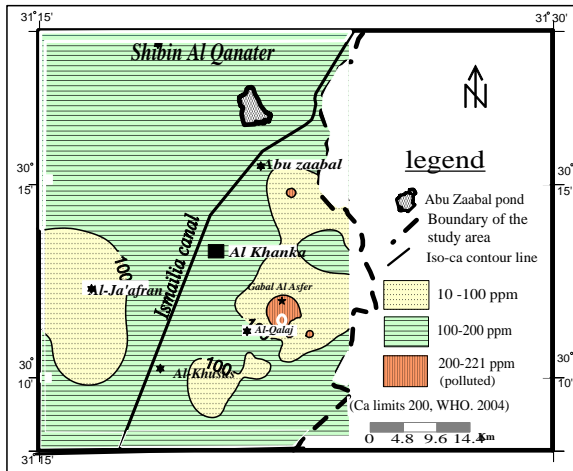 31° 15'
31° 30'
Shibin Al Qanater
30° 15'
30° 15'
Abu zaabal
Ismailia canal
Al Khanka
100
Al-Ja'afran
Gabal Al Asfer
Al-Qalaj
100
Al-Khusus
30° 10'
30° 10'
31° 15'
31° 30'
N
legend
Abu Zaabal pond
Boundary of the
study area
Iso-ca contour line
10 -100 ppm
100-200 ppm
200-221 ppm
(polluted)
(Ca limits 200, WHO. 2004)
0 4.8 9.6 14.4 Km